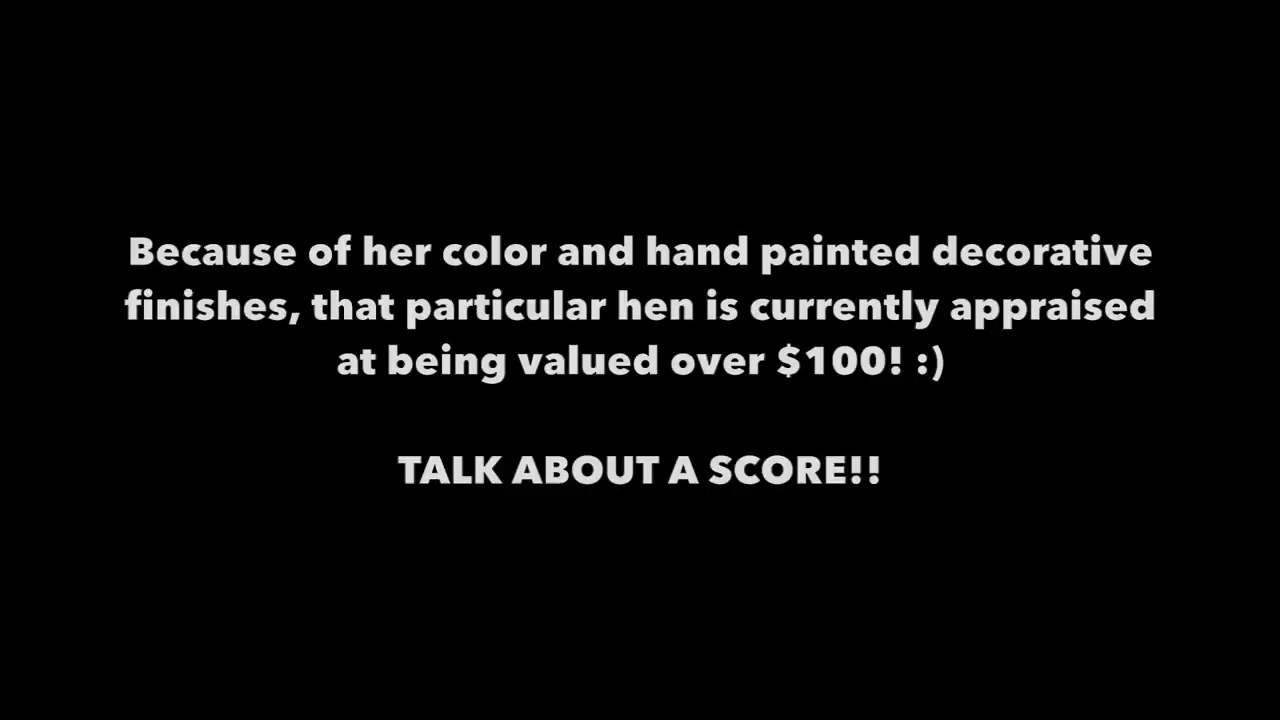 Because of her color and hand painted decorative
finishes, that particular hen is currently appraised
at being valued over $100! :)
TALK ABOUT A SCORE!!